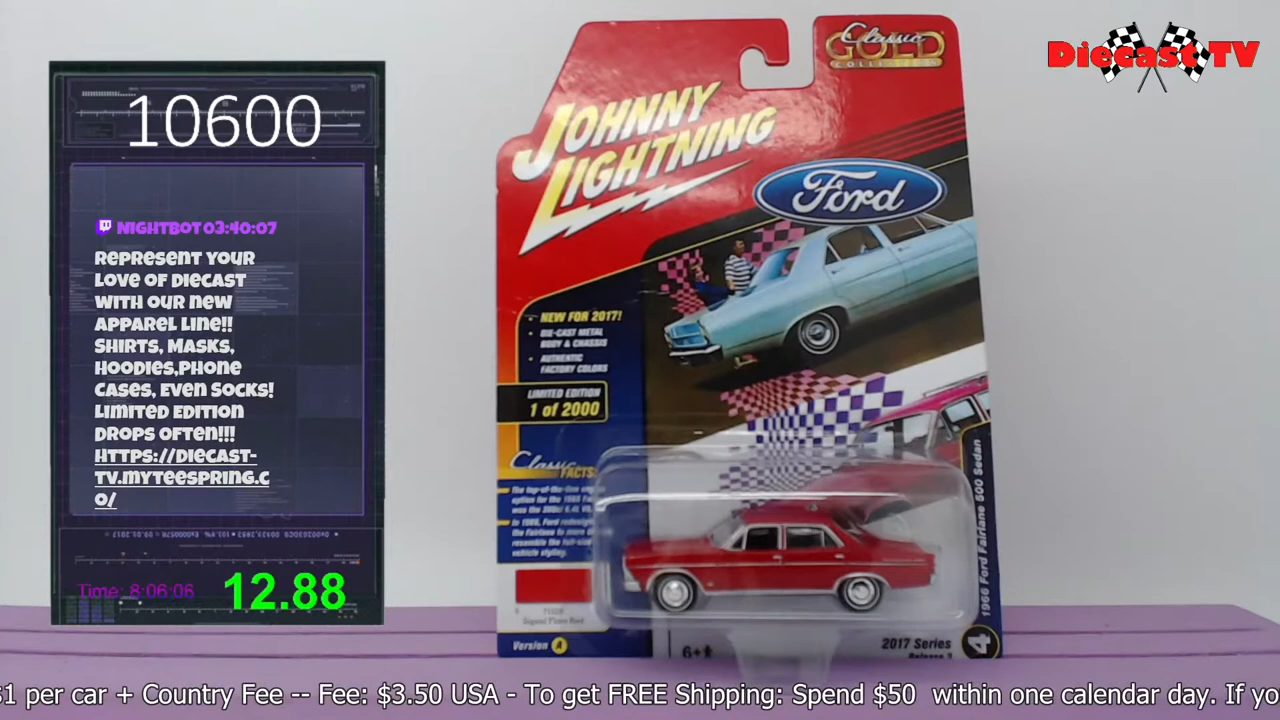 10600
NIGHTBOT 03:40:07
REPRESENT YOUR
LOVE OF DIECAST
WITH OUR NEW
APPAREL LINE!!
SHIRTS, MASKS,
HOODIES,PHONE
CASES, EVEN SOCKS!
LIMITED EDITION
DROPS OFTEN!!!
HTTPS://DIECAST-
TV.MYTEESPRING.C
O/
Time: 8:06:06
12.88
Classic
GOLD
COLLECTION
JOHNNY
LIGHTNING
Ford
NEW FOR 2017!
DIE-CAST METAL
BODY & CHASSIS
AUTHENTIC
FACTORY COLORS
LIMITED EDITION
1 of 2000
Classic
FACTS
Version A
6+
2017 Series
4
1966 Ford Fairlane 500 Sedan
Diecast TV
$1 per car + Country Fee -- Fee: $3.50 USA - To get FREE Shipping: Spend $50 within one calendar day. If yo